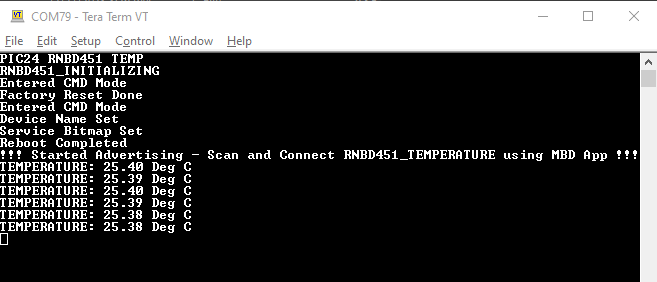 COM79 - Tera Term VT
File Edit Setup Control Window Help
PIC24 RNBD451 TEMP
RNBD451_INITIALIZING
Entered CMD Mode
Factory Reset Done
Entered CMD Mode
Device Name Set
Service Bitmap Set
Reboot Completed
!!! Started Advertising - Scan and Connect RNBD451_TEMPERATURE using MBD App !!!
TEMPERATURE: 25.40 Deg C
TEMPERATURE: 25.39 Deg C
TEMPERATURE: 25.40 Deg C
TEMPERATURE: 25.39 Deg C
TEMPERATURE: 25.38 Deg C
TEMPERATURE: 25.38 Deg C